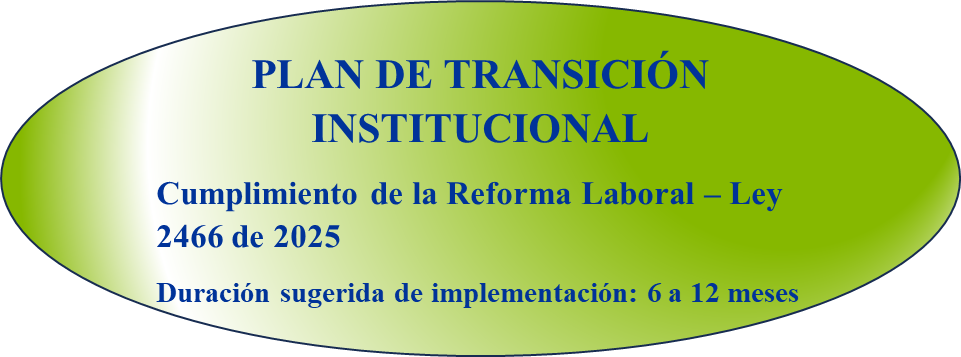 PLAN DE TRANSICIÓN
INSTITUCIONAL
Cumplimiento de la Reforma Laboral – Ley
2466 de 2025
Duración sugerida de implementación: 6 a 12 meses